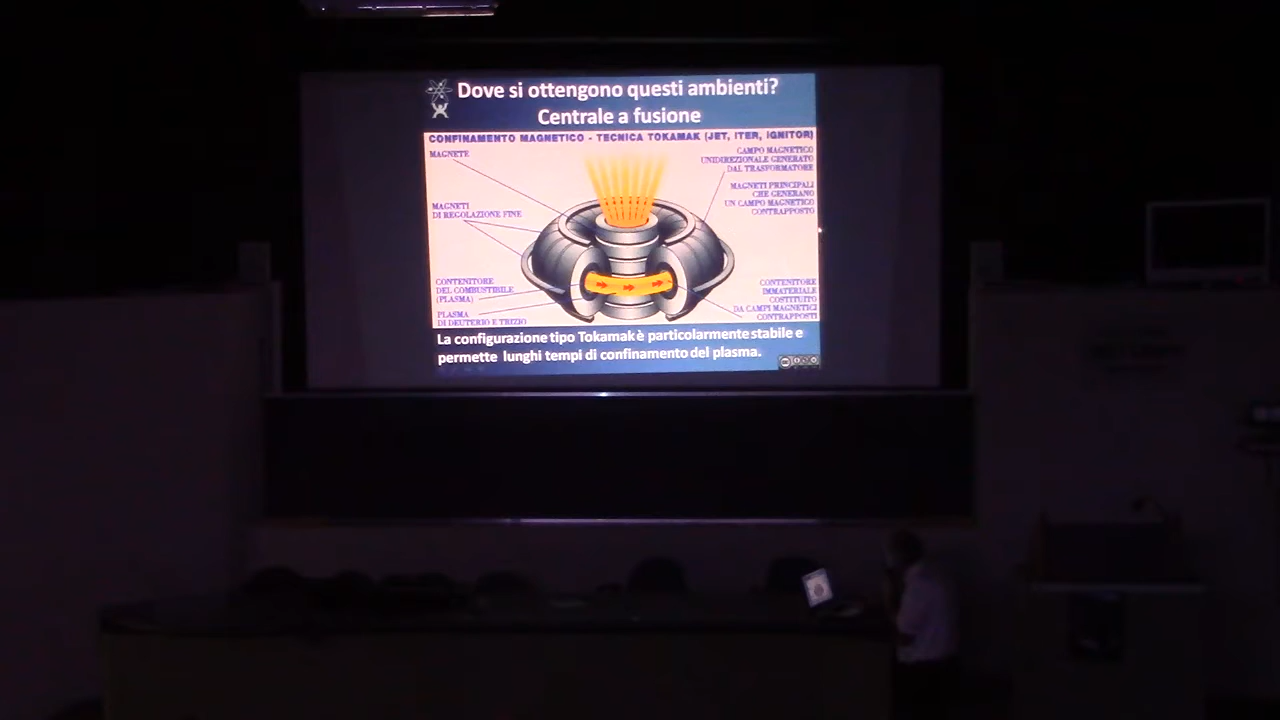 Dove si ottengono questi ambienti?
Centrale a fusione
CONFINAMENTO MAGNETICO - TECNICA TOKAMAK (JET, ITER, IGNITOR)
MAGNETE
MAGNETI
DI REGOLAZIONE FINE
CONTENITORE
DEL COMBUSTIBILE
(PLASMA)
PLASMA
DI DEUTERIO E TRIZIO
CAMPO MAGNETICO
UNIDIREZIONALE GENERATO
DAL TRASFORMATORE
MAGNETI PRINCIPALI
CHE GENERANO
UN CAMPO MAGNETICO
CONTRAPPOSTO
CONTENITORE
IMMATERIALE
COSTITUITO
DA CAMPI MAGNETICI
CONTRAPPOSTI
La configurazione tipo Tokamak è particolarmente stabile e
permette lunghi tempi di confinamento del plasma.